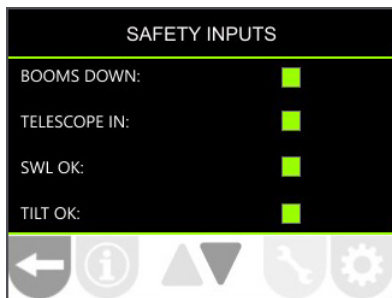 SAFETY INPUTS
BOOMS DOWN:
TELESCOPE IN:
SWL OK:
TILT OK: